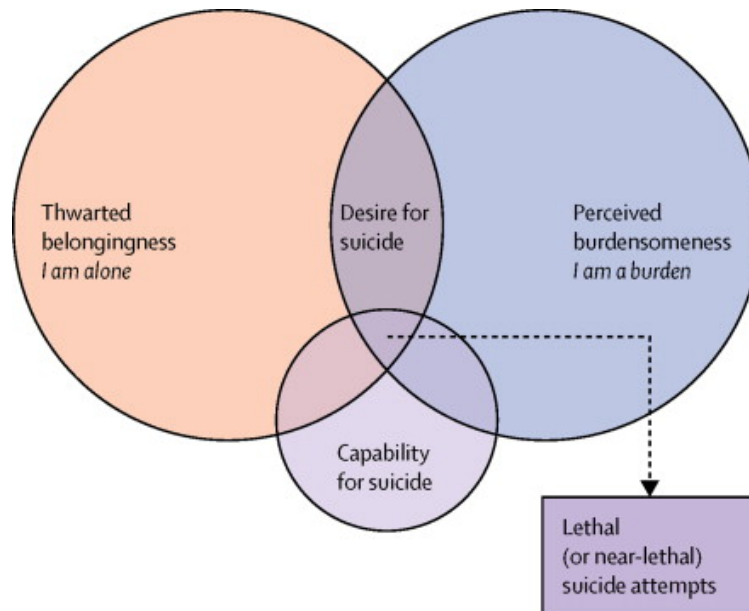 Thwarted
belongingness
I am alone
Desire for
suicide
Perceived
burdensomeness
I am a burden
Capability
for suicide
Lethal
(or near-lethal)
suicide attempts